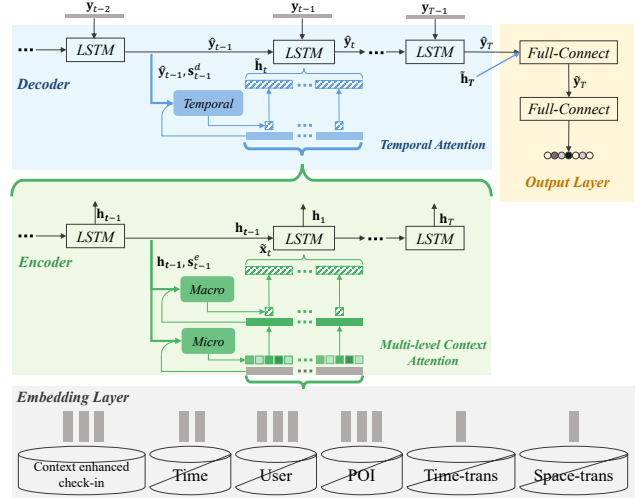 y_{t−2}
y_{t−1}
y_{T−1}
LSTM
ŷ_{t−1}
LSTM
ŷ_t
LSTM
ŷ_T
Full-Connect
ŷ_{t−1}, s^d_{t−1}
h̃_t
h̃_T
ỹ_T
Decoder
Temporal
Full-Connect
Temporal Attention
Output Layer
h_{t−1}
h_1
h_T
LSTM
h_{t−1}
LSTM
LSTM
x̃_t
Encoder
h_{t−1}, s^e_{t−1}
Macro
Micro
Multi-level Context
Attention
Embedding Layer
Context enhanced
check-in
Time
User
POI
Time-trans
Space-trans